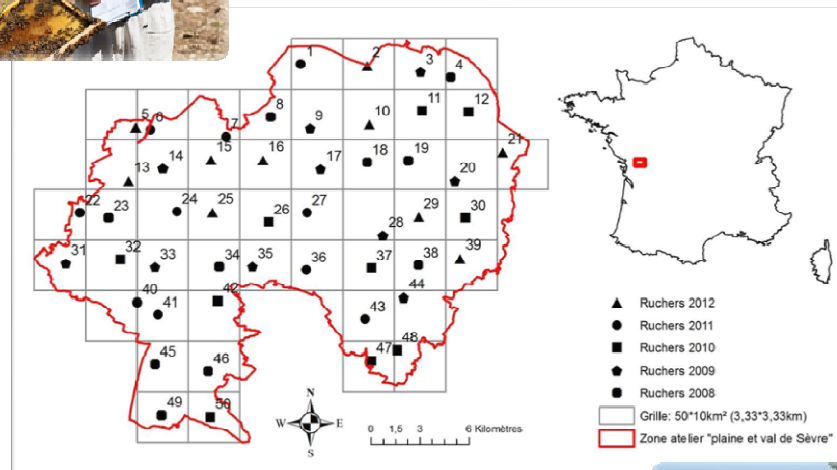 1 2 3 4
5 6 7 8 9 10 11 12
13 14 15 16 17 18 19 20 21
22 23 24 25 26 27 28 29 30
31 32 33 34 35 36 37 38 39
40 41 42 43 44
45 46 47 48
49 50
N
W E
S
0 1,5 3 6 Kilomètres
Ruchers 2012
Ruchers 2011
Ruchers 2010
Ruchers 2009
Ruchers 2008
Grille: 50*10km² (3,33*3,33km)
Zone atelier "plaine et val de Sèvre"